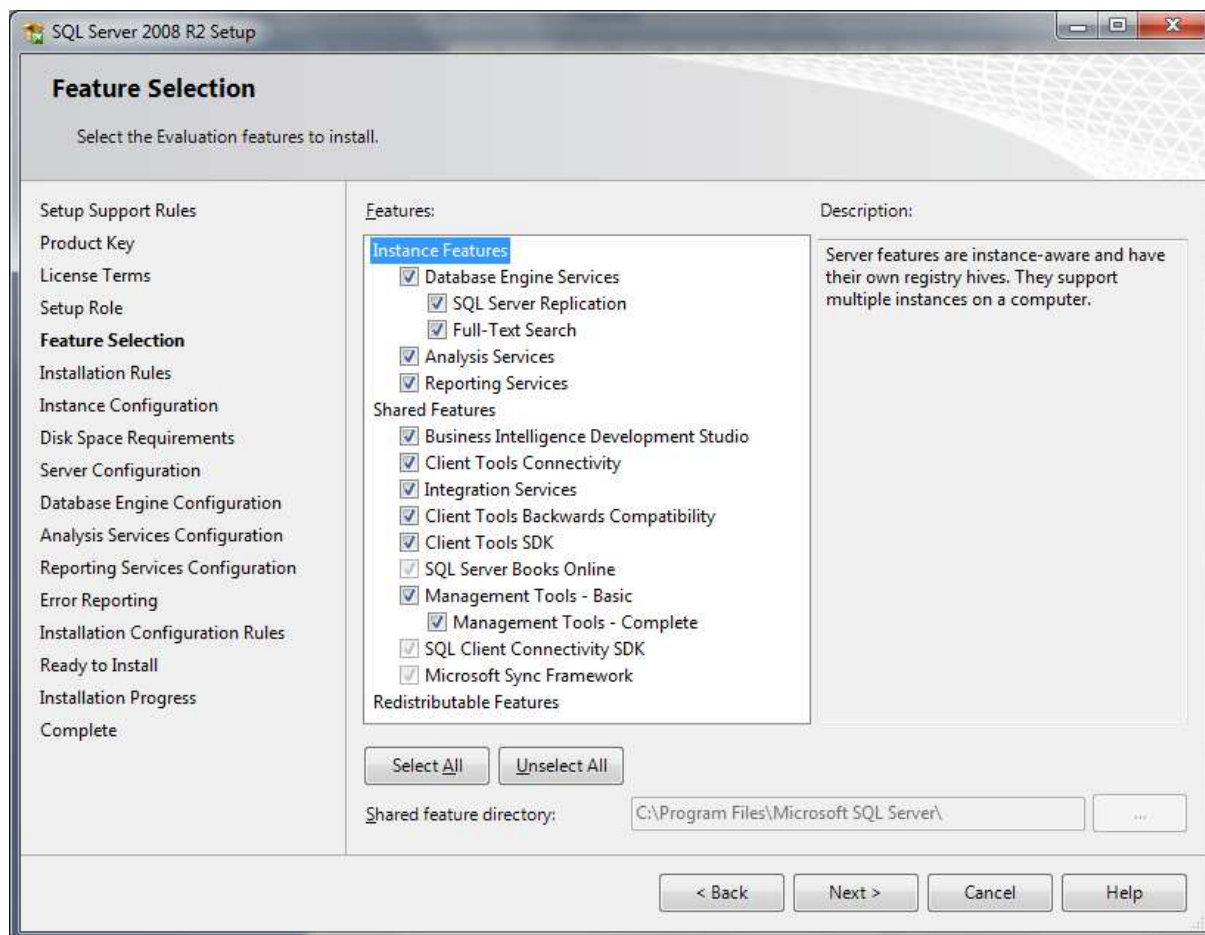 SQL Server 2008 R2 Setup
Feature Selection
Select the Evaluation features to install.
Setup Support Rules
Product Key
License Terms
Setup Role
Feature Selection
Installation Rules
Instance Configuration
Disk Space Requirements
Server Configuration
Database Engine Configuration
Analysis Services Configuration
Reporting Services Configuration
Error Reporting
Installation Configuration Rules
Ready to Install
Installation Progress
Complete
Features:
Instance Features
Database Engine Services
SQL Server Replication
Full-Text Search
Analysis Services
Reporting Services
Shared Features
Business Intelligence Development Studio
Client Tools Connectivity
Integration Services
Client Tools Backwards Compatibility
Client Tools SDK
SQL Server Books Online
Management Tools - Basic
Management Tools - Complete
SQL Client Connectivity SDK
Microsoft Sync Framework
Redistributable Features
Description:
Server features are instance-aware and have
their own registry hives. They support
multiple instances on a computer.
Select All
Unselect All
Shared feature directory:
C:\Program Files\Microsoft SQL Server\
...
< Back
Next >
Cancel
Help